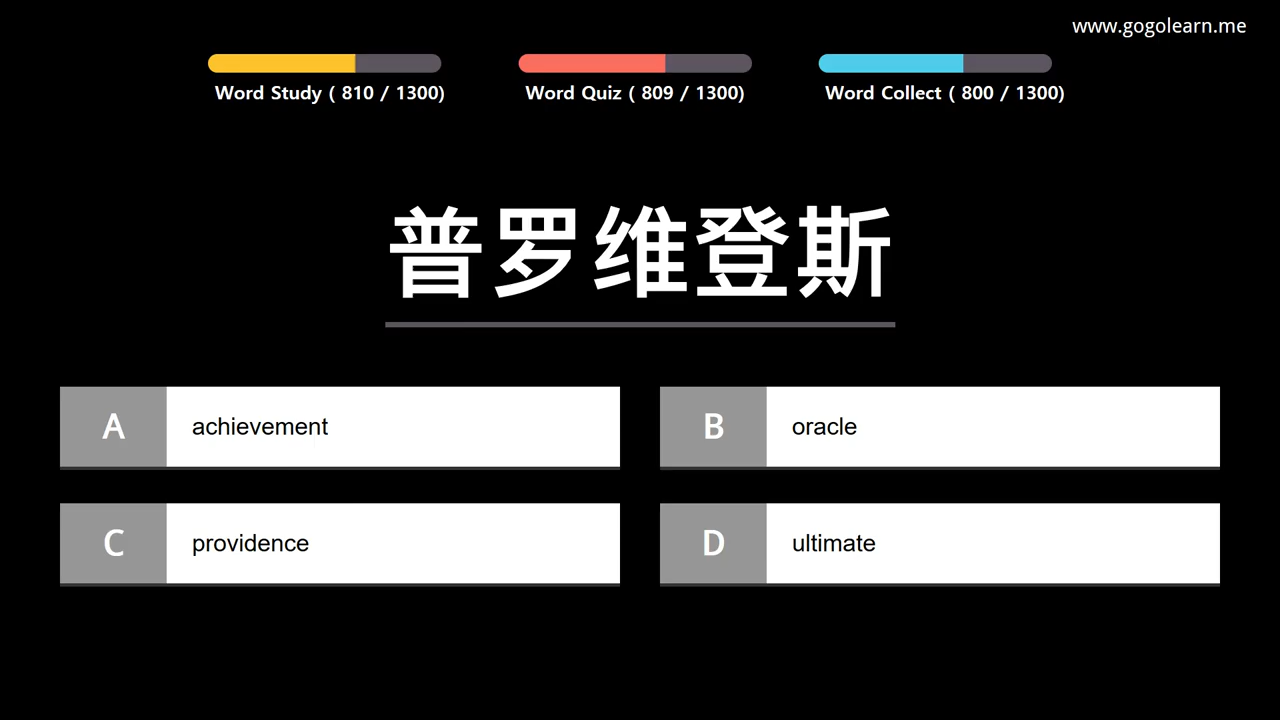 www.gogolearn.me
Word Study ( 810 / 1300)
Word Quiz ( 809 / 1300)
Word Collect ( 800 / 1300)
普罗维登斯
A achievement
B oracle
C providence
D ultimate